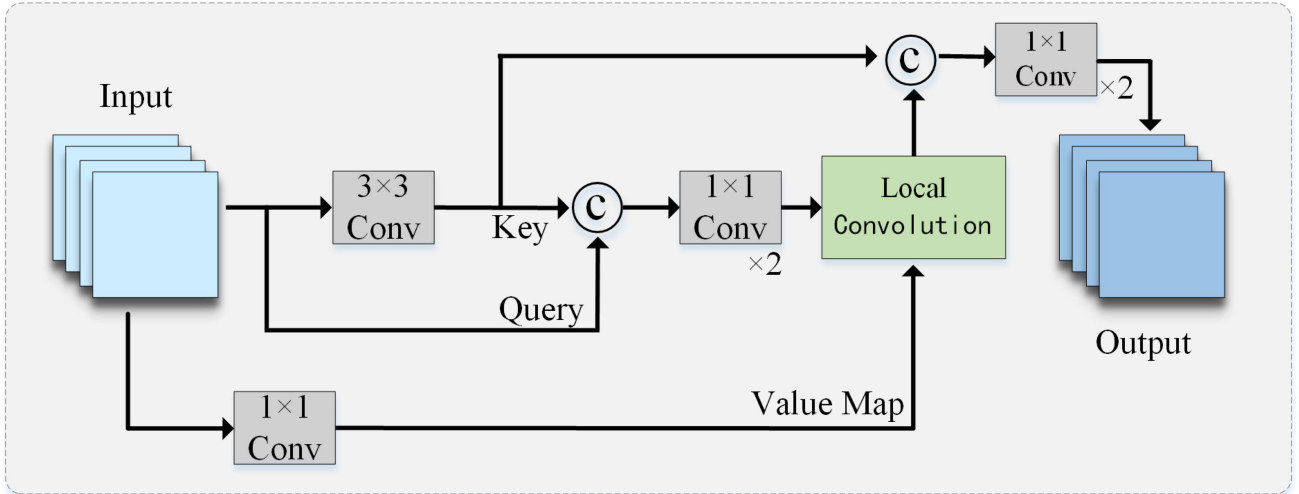 Input
3×3
Conv
Key
Query
C
1×1
Conv
×2
Local
Convolution
C
1×1
Conv
×2
Output
1×1
Conv
Value Map